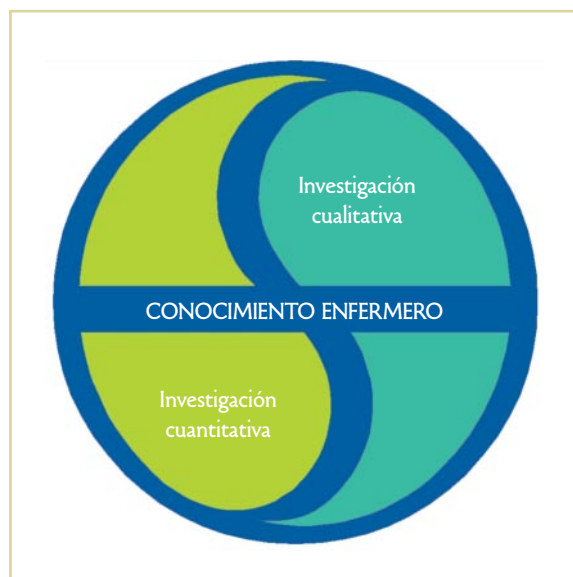 Investigación
cualitativa
CONOCIMIENTO ENFERMERO
Investigación
cuantitativa